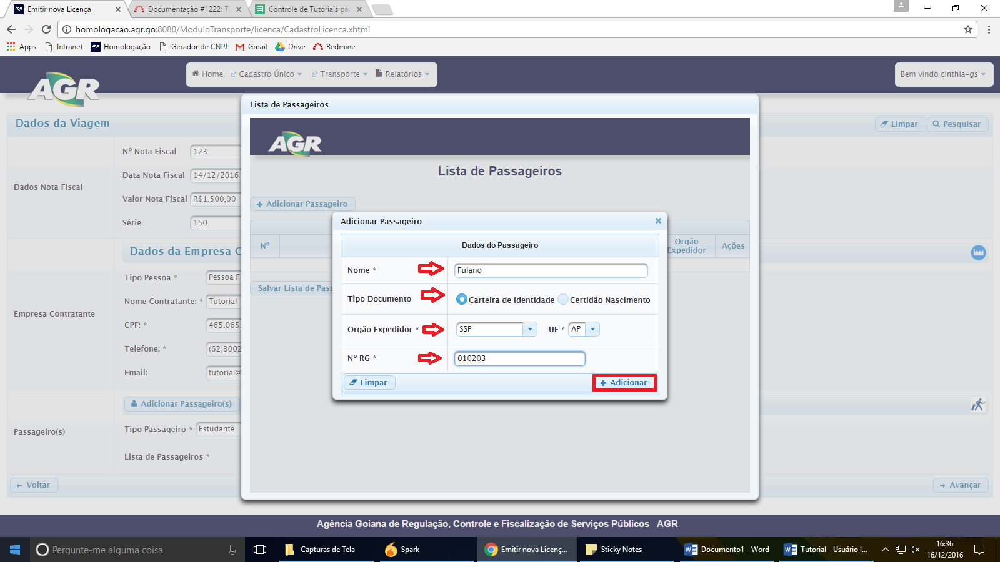 Emitir nova Licença
Documentação #1222: T
Controle de Tutoriais pa
homologacao.agr.go:8080/ModuloTransporte/licenca/CadastroLicenca.xhtml
Apps Intranet Homologação Gerador de CNPJ Gmail Drive Redmine
AGR
Home Cadastro Único Transporte Relatórios
Bem vindo cinthia-gs
Lista de Passageiros
Dados da Viagem
Limpar Pesquisar
AGR
Lista de Passageiros
Dados Nota Fiscal
Nº Nota Fiscal 123
Data Nota Fiscal 14/12/2016
Valor Nota Fiscal R$1.500,00
Série 150
Adicionar Passageiro
Nº
Orgão Expedidor
Ações
Salvar Lista de Pass
Adicionar Passageiro
Dados do Passageiro
Nome * Fulano
Tipo Documento Carteira de Identidade Certidão Nascimento
Orgão Expedidor * SSP UF * AP
Nº RG * 010203
Limpar Adicionar
Empresa Contratante
Dados da Empresa C
Tipo Pessoa * Pessoa Fí
Nome Contratante: * Tutorial
CPF: * 465.065.
Telefone: * (62)3002
Email: tutorial@
Passageiro(s)
Adicionar Passageiro(s)
Tipo Passageiro * Estudante
Lista de Passageiros *
Voltar
Avançar
Agência Goiana de Regulação, Controle e Fiscalização de Serviços Públicos AGR
Pergunte-me alguma coisa
Capturas de Tela
Spark
Emitir nova Licenç...
Sticky Notes
Documento1 - Word
Tutorial - Usuário I...
16:36
16/12/2016